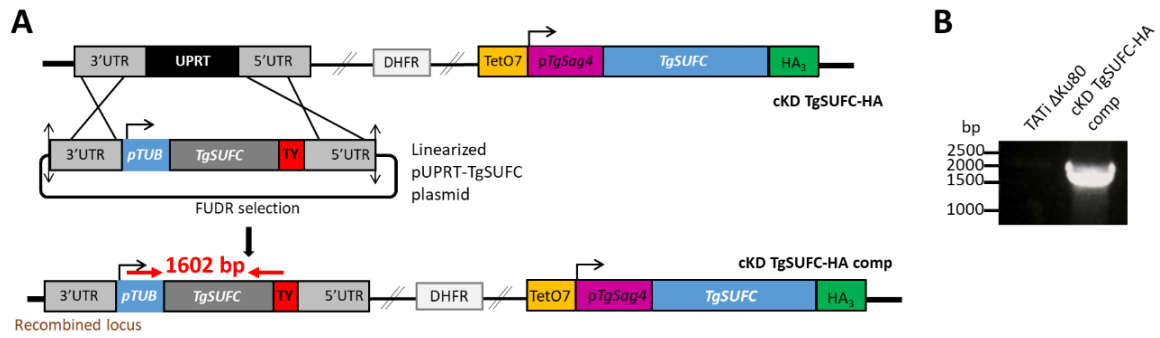 A
B
3'UTR UPRT 5'UTR DHFR TetO7 pTgSag4 TgSUFC HA3
cKD TgSUFC-HA
3'UTR pTUB TgSUFC TY 5'UTR
Linearized
pUPRT-TgSUFC
plasmid
FUDR selection
1602 bp
cKD TgSUFC-HA comp
3'UTR pTUB TgSUFC TY 5'UTR DHFR TetO7 pTgSag4 TgSUFC HA3
Recombined locus
TATi ΔKu80
cKD TgSUFC-HA
comp
bp
2500
2000
1500
1000